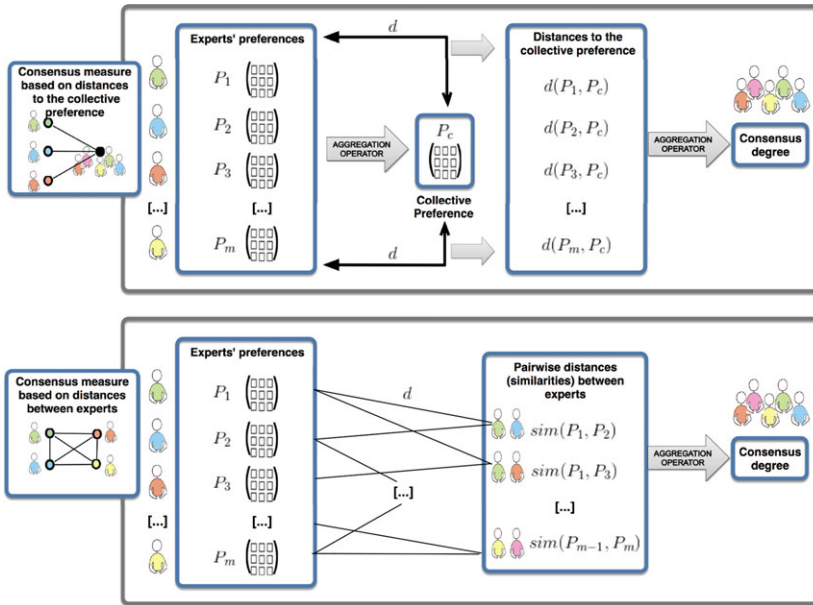 Consensus measure
based on distances
to the collective
preference
Experts' preferences
P1
P2
P3
[...]
[...]
Pm
d
AGGREGATION
OPERATOR
Pc
Collective
Preference
d
Distances to the
collective preference
d(P1, Pc)
d(P2, Pc)
d(P3, Pc)
[...]
d(Pm, Pc)
AGGREGATION
OPERATOR
Consensus
degree
Consensus measure
based on distances
between experts
Experts' preferences
P1
P2
P3
[...]
[...]
Pm
d
[...]
Pairwise distances
(similarities) between
experts
sim(P1, P2)
sim(P1, P3)
[...]
sim(Pm−1, Pm)
AGGREGATION
OPERATOR
Consensus
degree